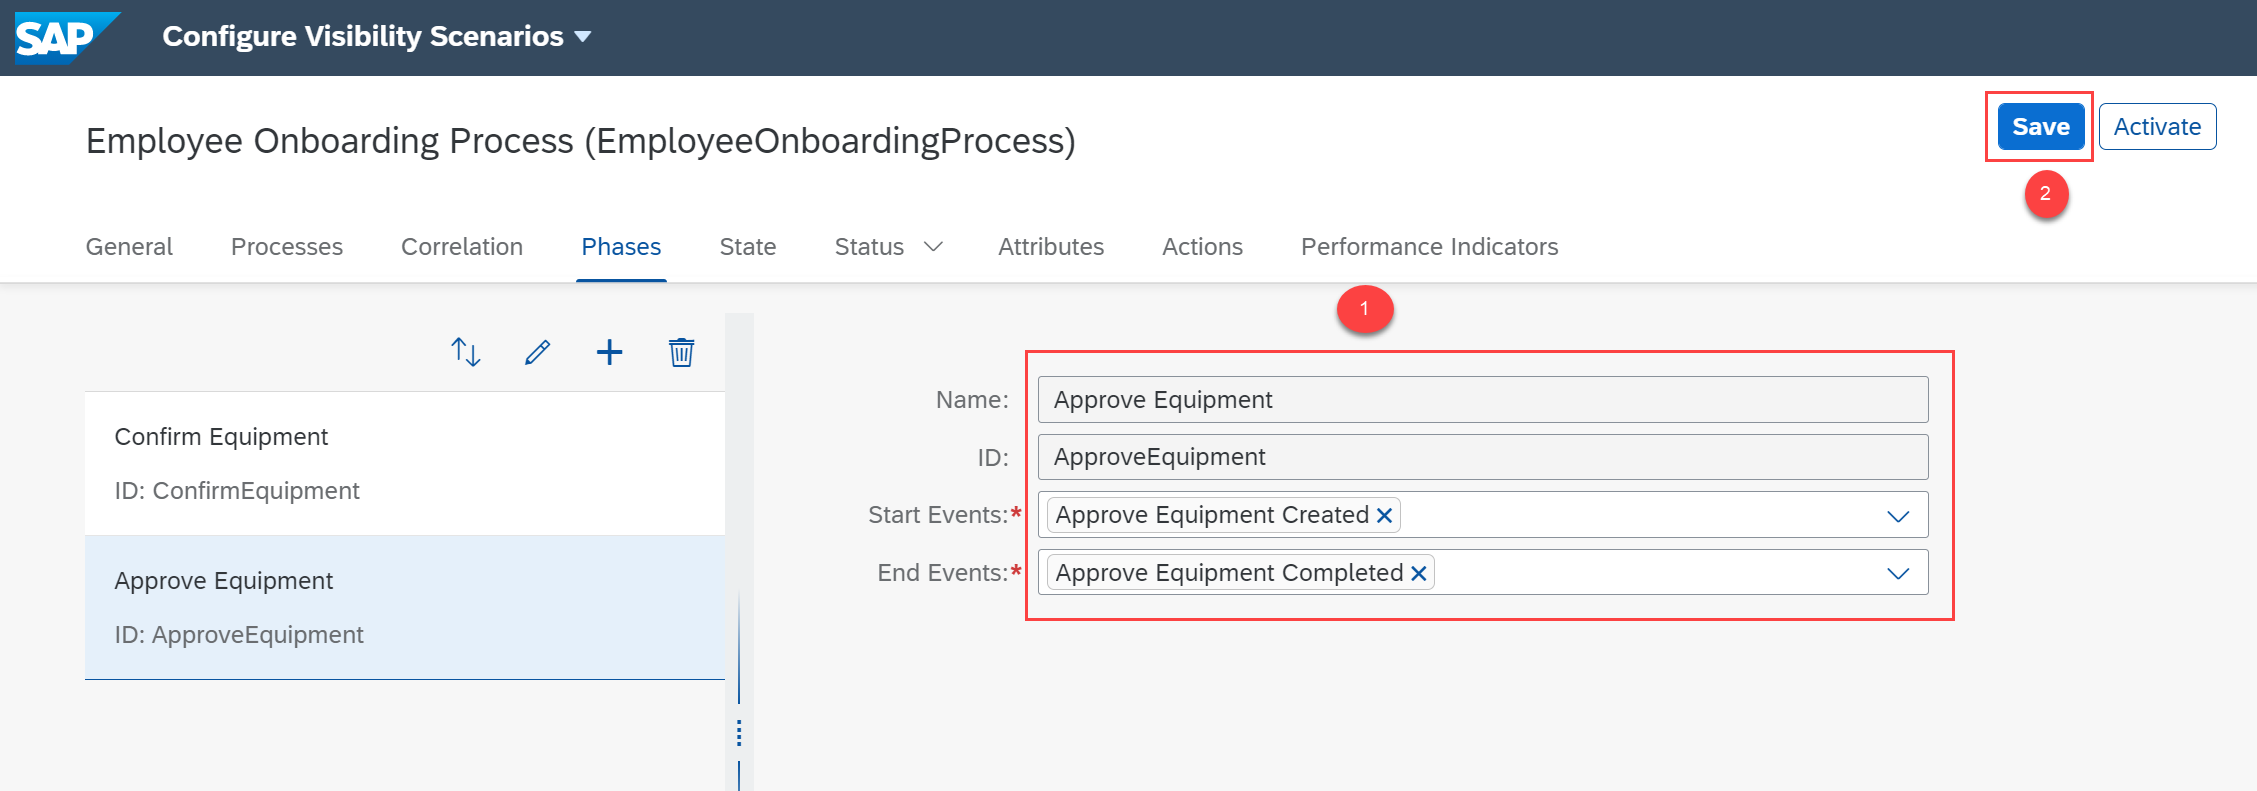 SAP Configure Visibility Scenarios
Employee Onboarding Process (EmployeeOnboardingProcess)
Save Activate
2
General Processes Correlation Phases State Status Attributes Actions Performance Indicators
1
Confirm Equipment
ID: ConfirmEquipment
Approve Equipment
ID: ApproveEquipment
Name: Approve Equipment
ID: ApproveEquipment
Start Events:* Approve Equipment Created
End Events:* Approve Equipment Completed